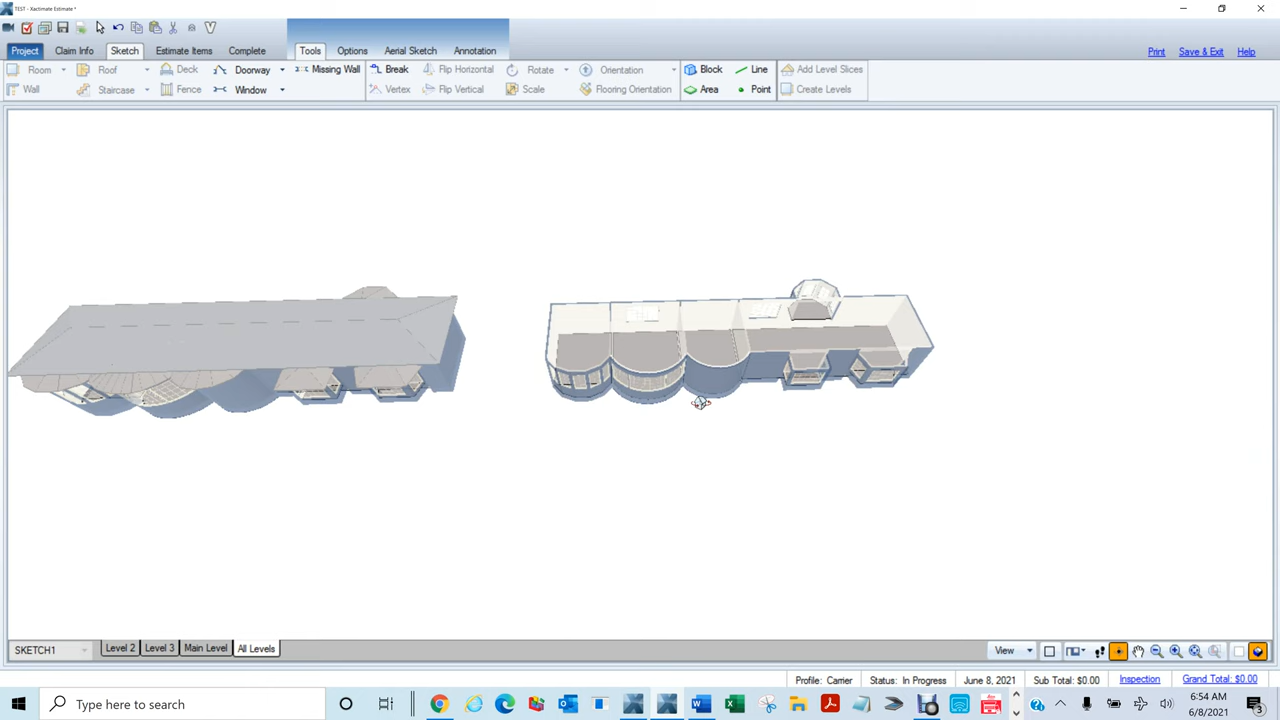 TEST - Xactimate Estimate *
Project Claim Info Sketch Estimate Items Complete Tools Options Aerial Sketch Annotation Print Save & Exit Help
Room Roof Deck Doorway Missing Wall Break Flip Horizontal Rotate Orientation Block Line Add Level Slices
Wall Staircase Fence Window Vertex Flip Vertical Scale Flooring Orientation Area Point Create Levels
SKETCH1 Level 2 Level 3 Main Level All Levels View
Profile: Carrier Status: In Progress June 8, 2021 Sub Total: $0.00 Inspection Grand Total: $0.00
Type here to search
6:54 AM
6/8/2021
3